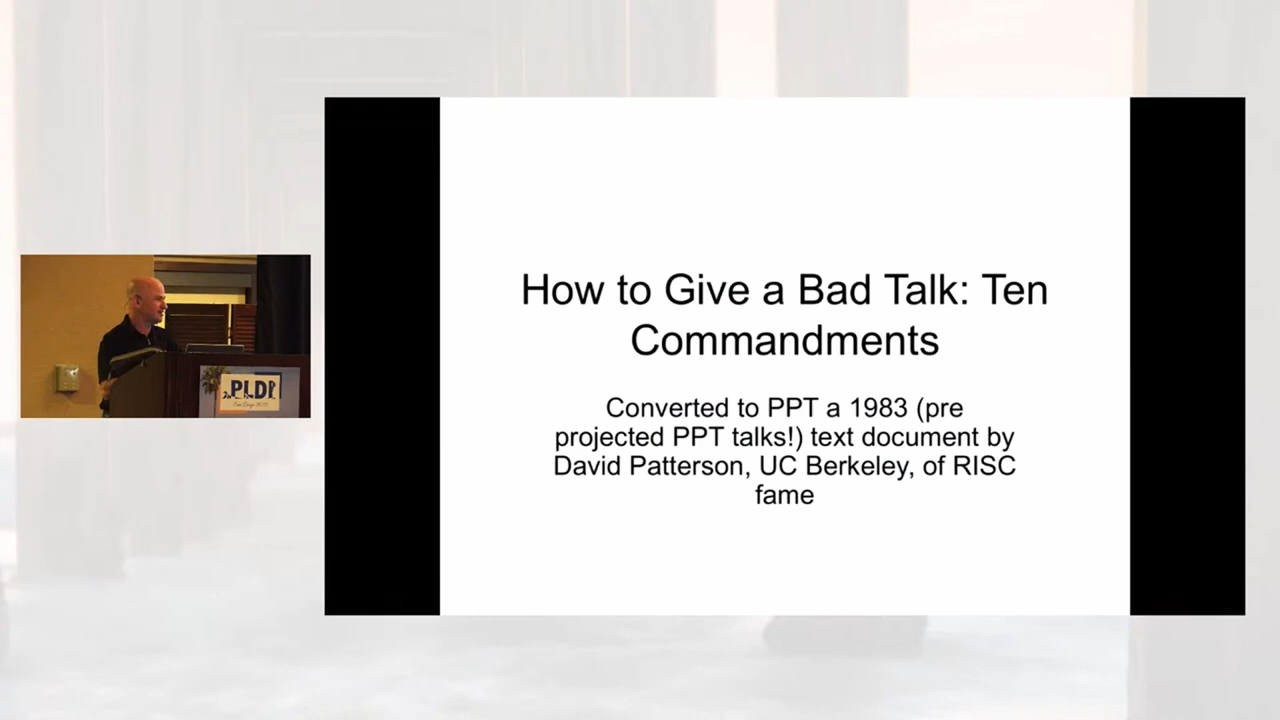 How to Give a Bad Talk: Ten
Commandments
Converted to PPT a 1983 (pre
projected PPT talks!) text document by
David Patterson, UC Berkeley, of RISC
fame
PLDI